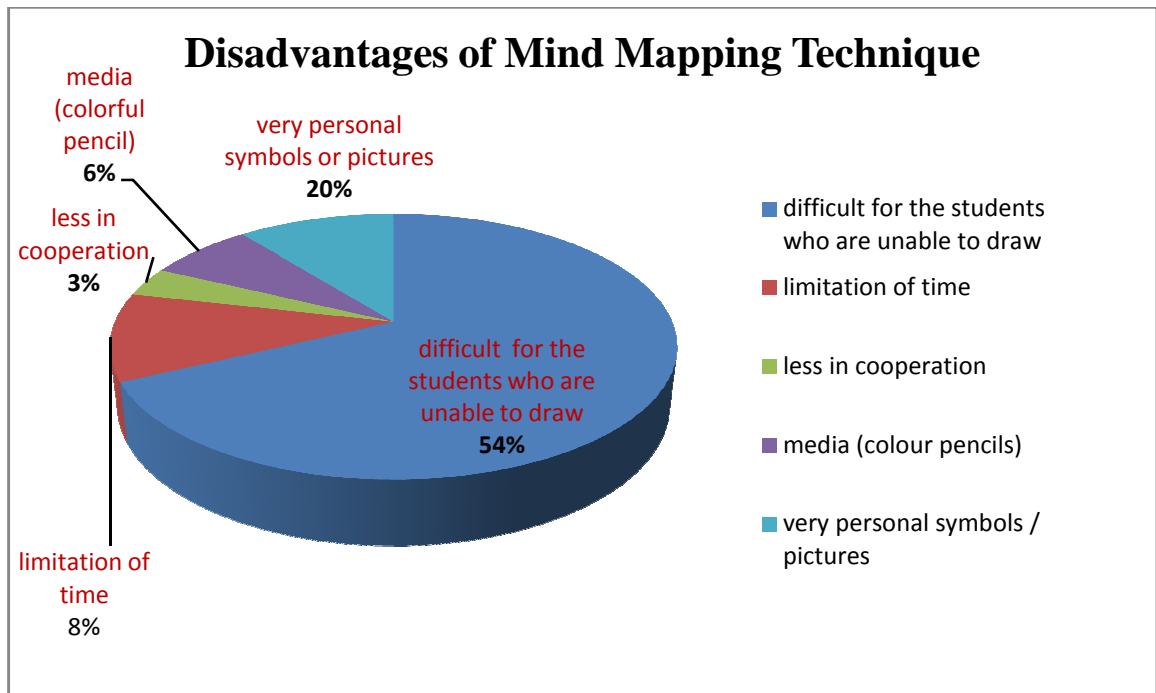 Disadvantages of Mind Mapping Technique
media
(colorful
pencil)
6%
very personal
symbols or pictures
20%
less in
cooperation
3%
difficult  for the
students who are
unable to draw
54%
limitation of
time
8%
difficult for the students
who are unable to draw
limitation of time
less in cooperation
media (colour pencils)
very personal symbols /
pictures